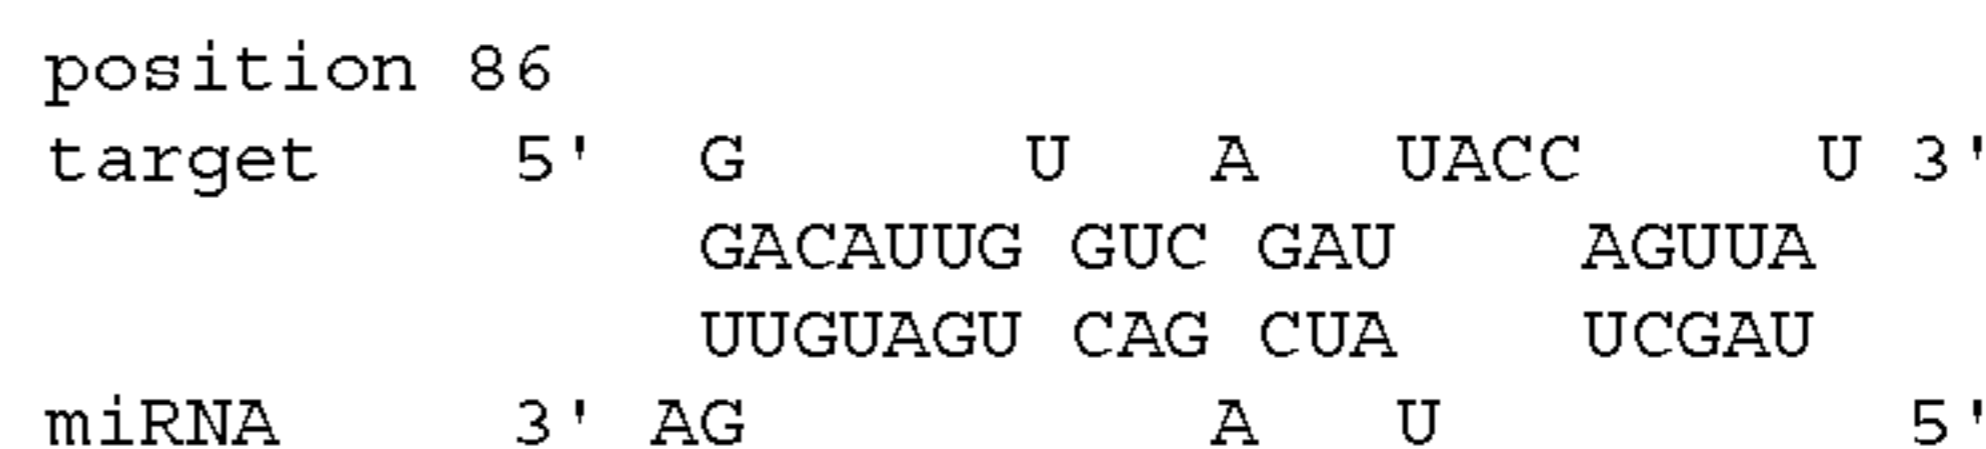 position 86
target 5' G U A UACC U 3'
GACAUUG GUC GAU AGUUA
UUGUAGU CAG CUA UCGAU
miRNA 3' AG A U 5'